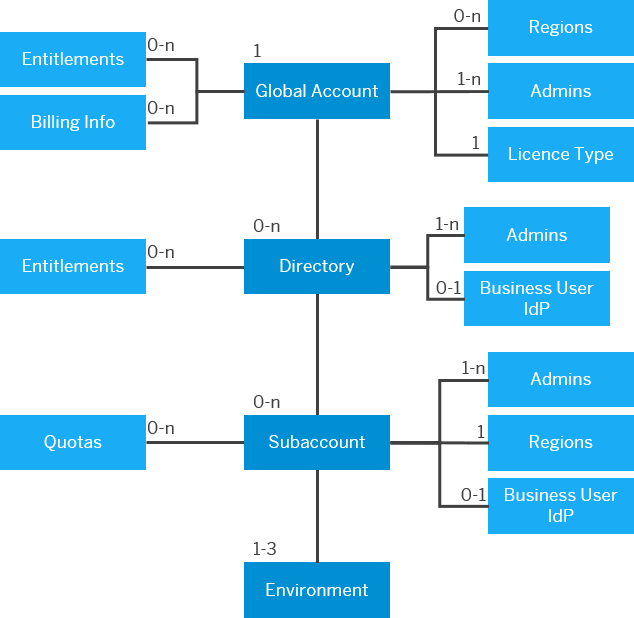 0-n
Regions
0-n
1
Entitlements
1-n
Global Account
Admins
0-n
Billing Info
1
Licence Type
0-n
1-n
Admins
0-n
Entitlements
Directory
0-1
Business User
IdP
1-n
Admins
0-n
0-n
Quotas
Subaccount
1
Regions
0-1
Business User
IdP
1-3
Environment